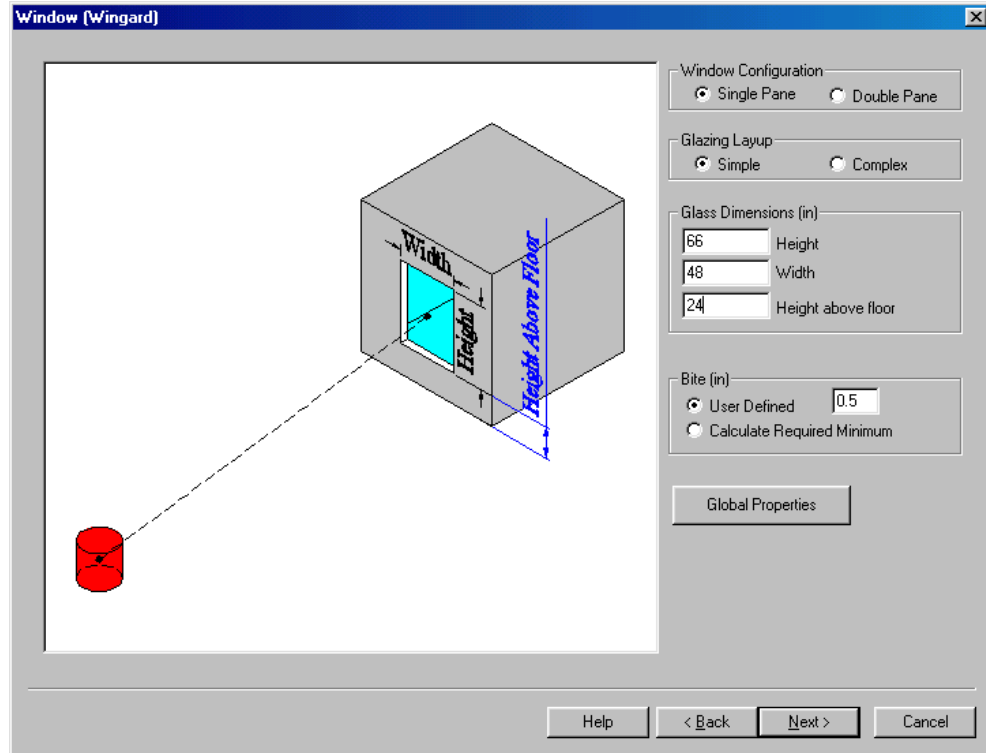 Window (Wingard)
Width
Height
Height Above Floor
Window Configuration
Single Pane
Double Pane
Glazing Layup
Simple
Complex
Glass Dimensions (in)
66 Height
48 Width
24 Height above floor
Bite (in)
User Defined 0.5
Calculate Required Minimum
Global Properties
Help
< Back
Next >
Cancel